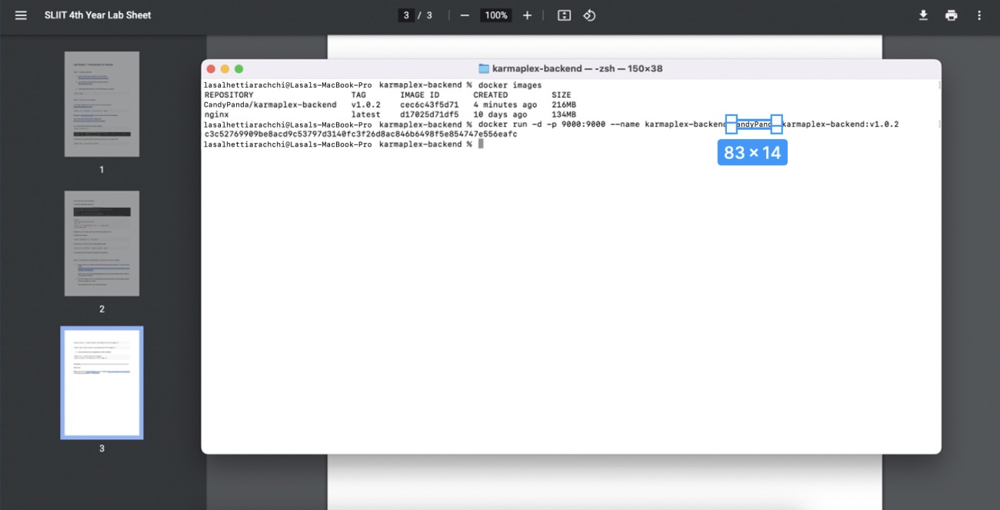 SLIIT 4th Year Lab Sheet
3 / 3
100%
1
2
3
karmaplex-backend — -zsh — 150×38
lasalhettiarachchi@Lasals-MacBook-Pro karmaplex-backend % docker images
REPOSITORY TAG IMAGE ID CREATED SIZE
CandyPanda/karmaplex-backend v1.0.2 cec6c43f5d71 4 minutes ago 216MB
nginx latest d17025d71df5 10 days ago 134MB
lasalhettiarachchi@Lasals-MacBook-Pro karmaplex-backend % docker run -d -p 9000:9000 --name karmaplex-backend CandyPanda/karmaplex-backend:v1.0.2
c3c52769909be8acd9c53797d3140fc3f26d8ac846b6498f5e854747e556eafc
lasalhettiarachchi@Lasals-MacBook-Pro karmaplex-backend %
83 × 14